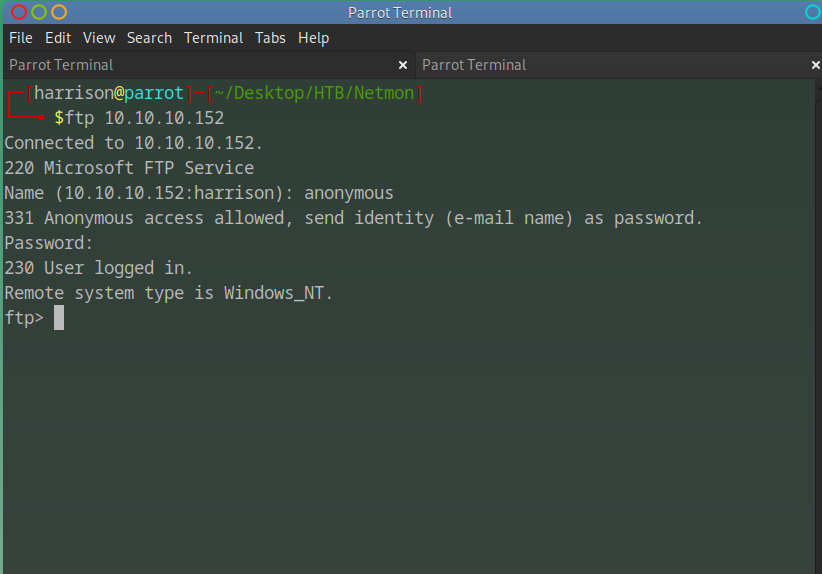 Parrot Terminal
File Edit View Search Terminal Tabs Help
Parrot Terminal × Parrot Terminal ×
[harrison@parrot]─[~/Desktop/HTB/Netmon]
$ftp 10.10.10.152
Connected to 10.10.10.152.
220 Microsoft FTP Service
Name (10.10.10.152:harrison): anonymous
331 Anonymous access allowed, send identity (e-mail name) as password.
Password:
230 User logged in.
Remote system type is Windows_NT.
ftp>